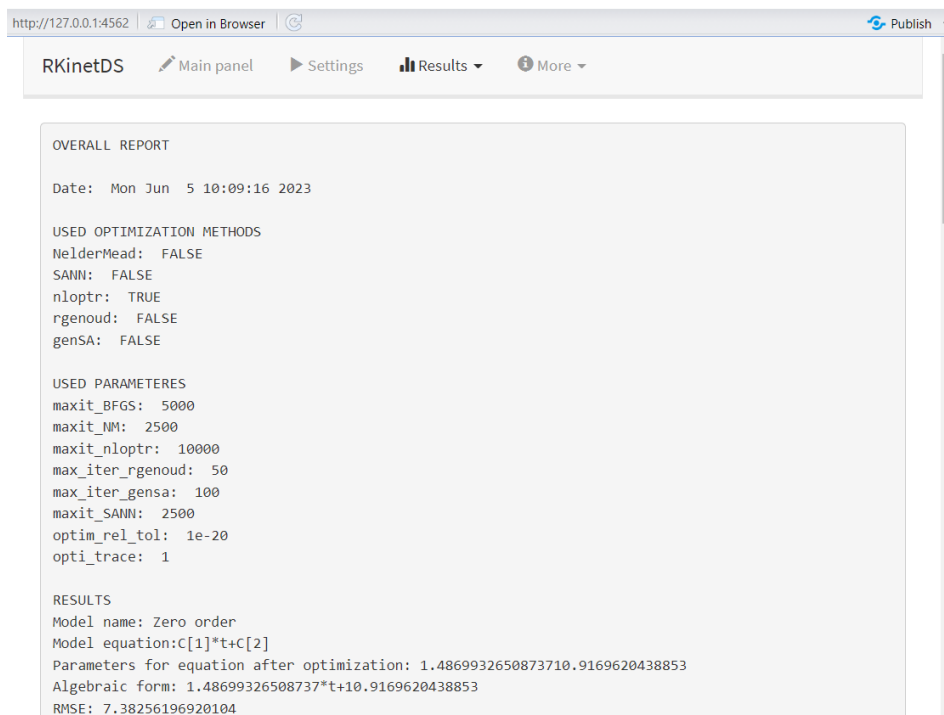 http://127.0.0.1:4562 Open in Browser Publish
RKinetDS Main panel Settings Results More
OVERALL REPORT
Date:  Mon Jun  5 10:09:16 2023
USED OPTIMIZATION METHODS
NelderMead:  FALSE
SANN:  FALSE
nloptr:  TRUE
rgenoud:  FALSE
genSA:  FALSE
USED PARAMETERES
maxit_BFGS:  5000
maxit_NM:  2500
maxit_nloptr:  10000
max_iter_rgenoud:  50
max_iter_gensa:  100
maxit_SANN:  2500
optim_rel_tol:  1e-20
opti_trace:  1
RESULTS
Model name: Zero order
Model equation:C[1]*t+C[2]
Parameters for equation after optimization: 1.4869932650873710.9169620438853
Algebraic form: 1.48699326508737*t+10.9169620438853
RMSE: 7.38256196920104